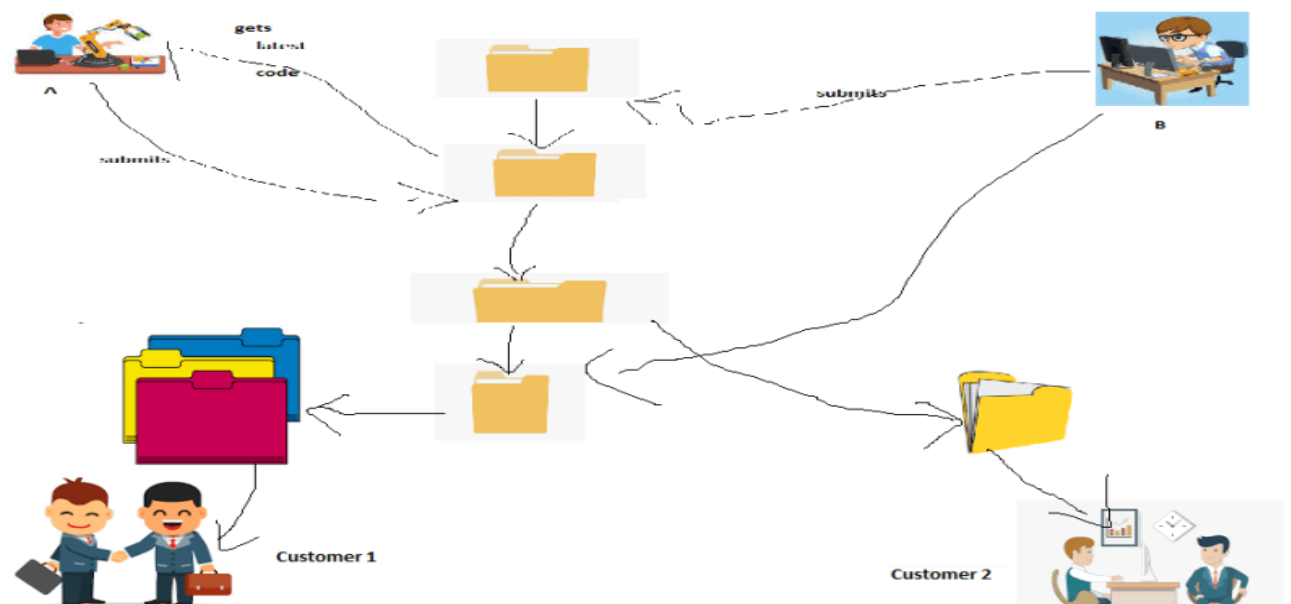 gets
latest
code
A
submits
B
submits
Customer 1
Customer 2